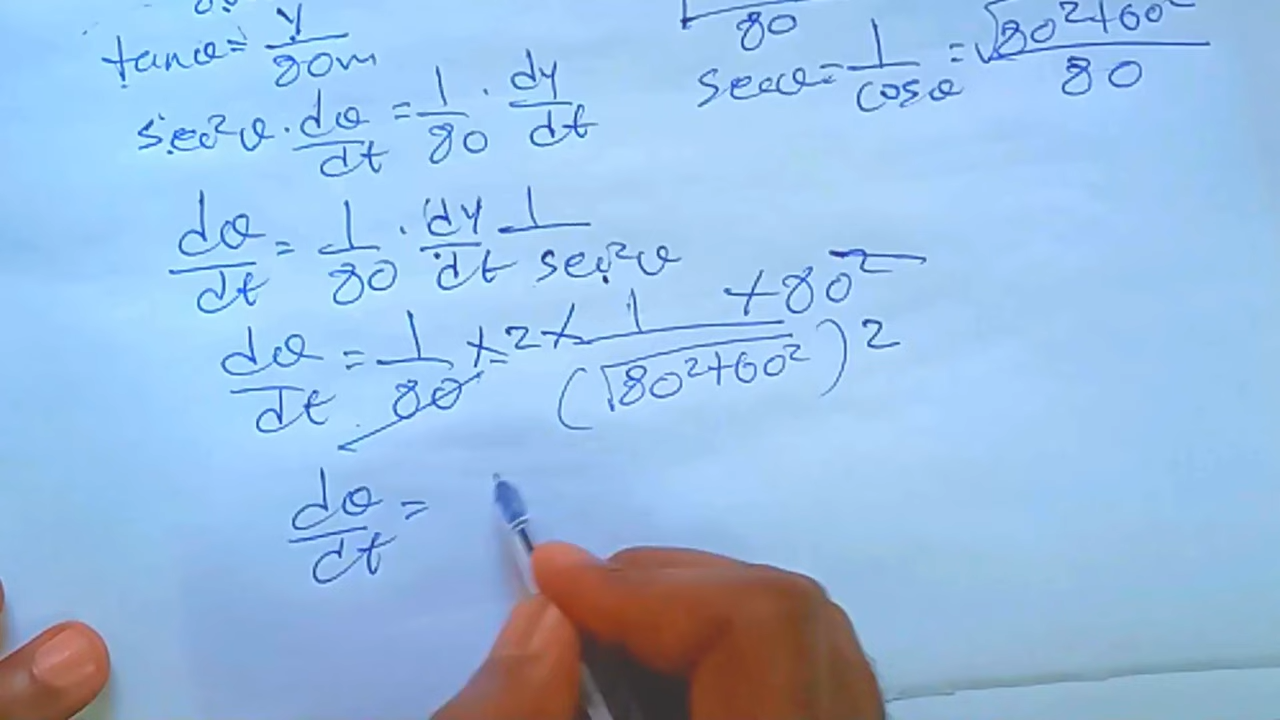 tanθ = y/80m
sec²θ · dθ/dt = 1/80 · dy/dt
dθ/dt = 1/80 · dy/dt 1/sec²θ
dθ/dt = 1/80 × 2 × 1/(√80²+60²)² × 80²
dθ/dt =
80
secθ = 1/cosθ = √80²+60²/80